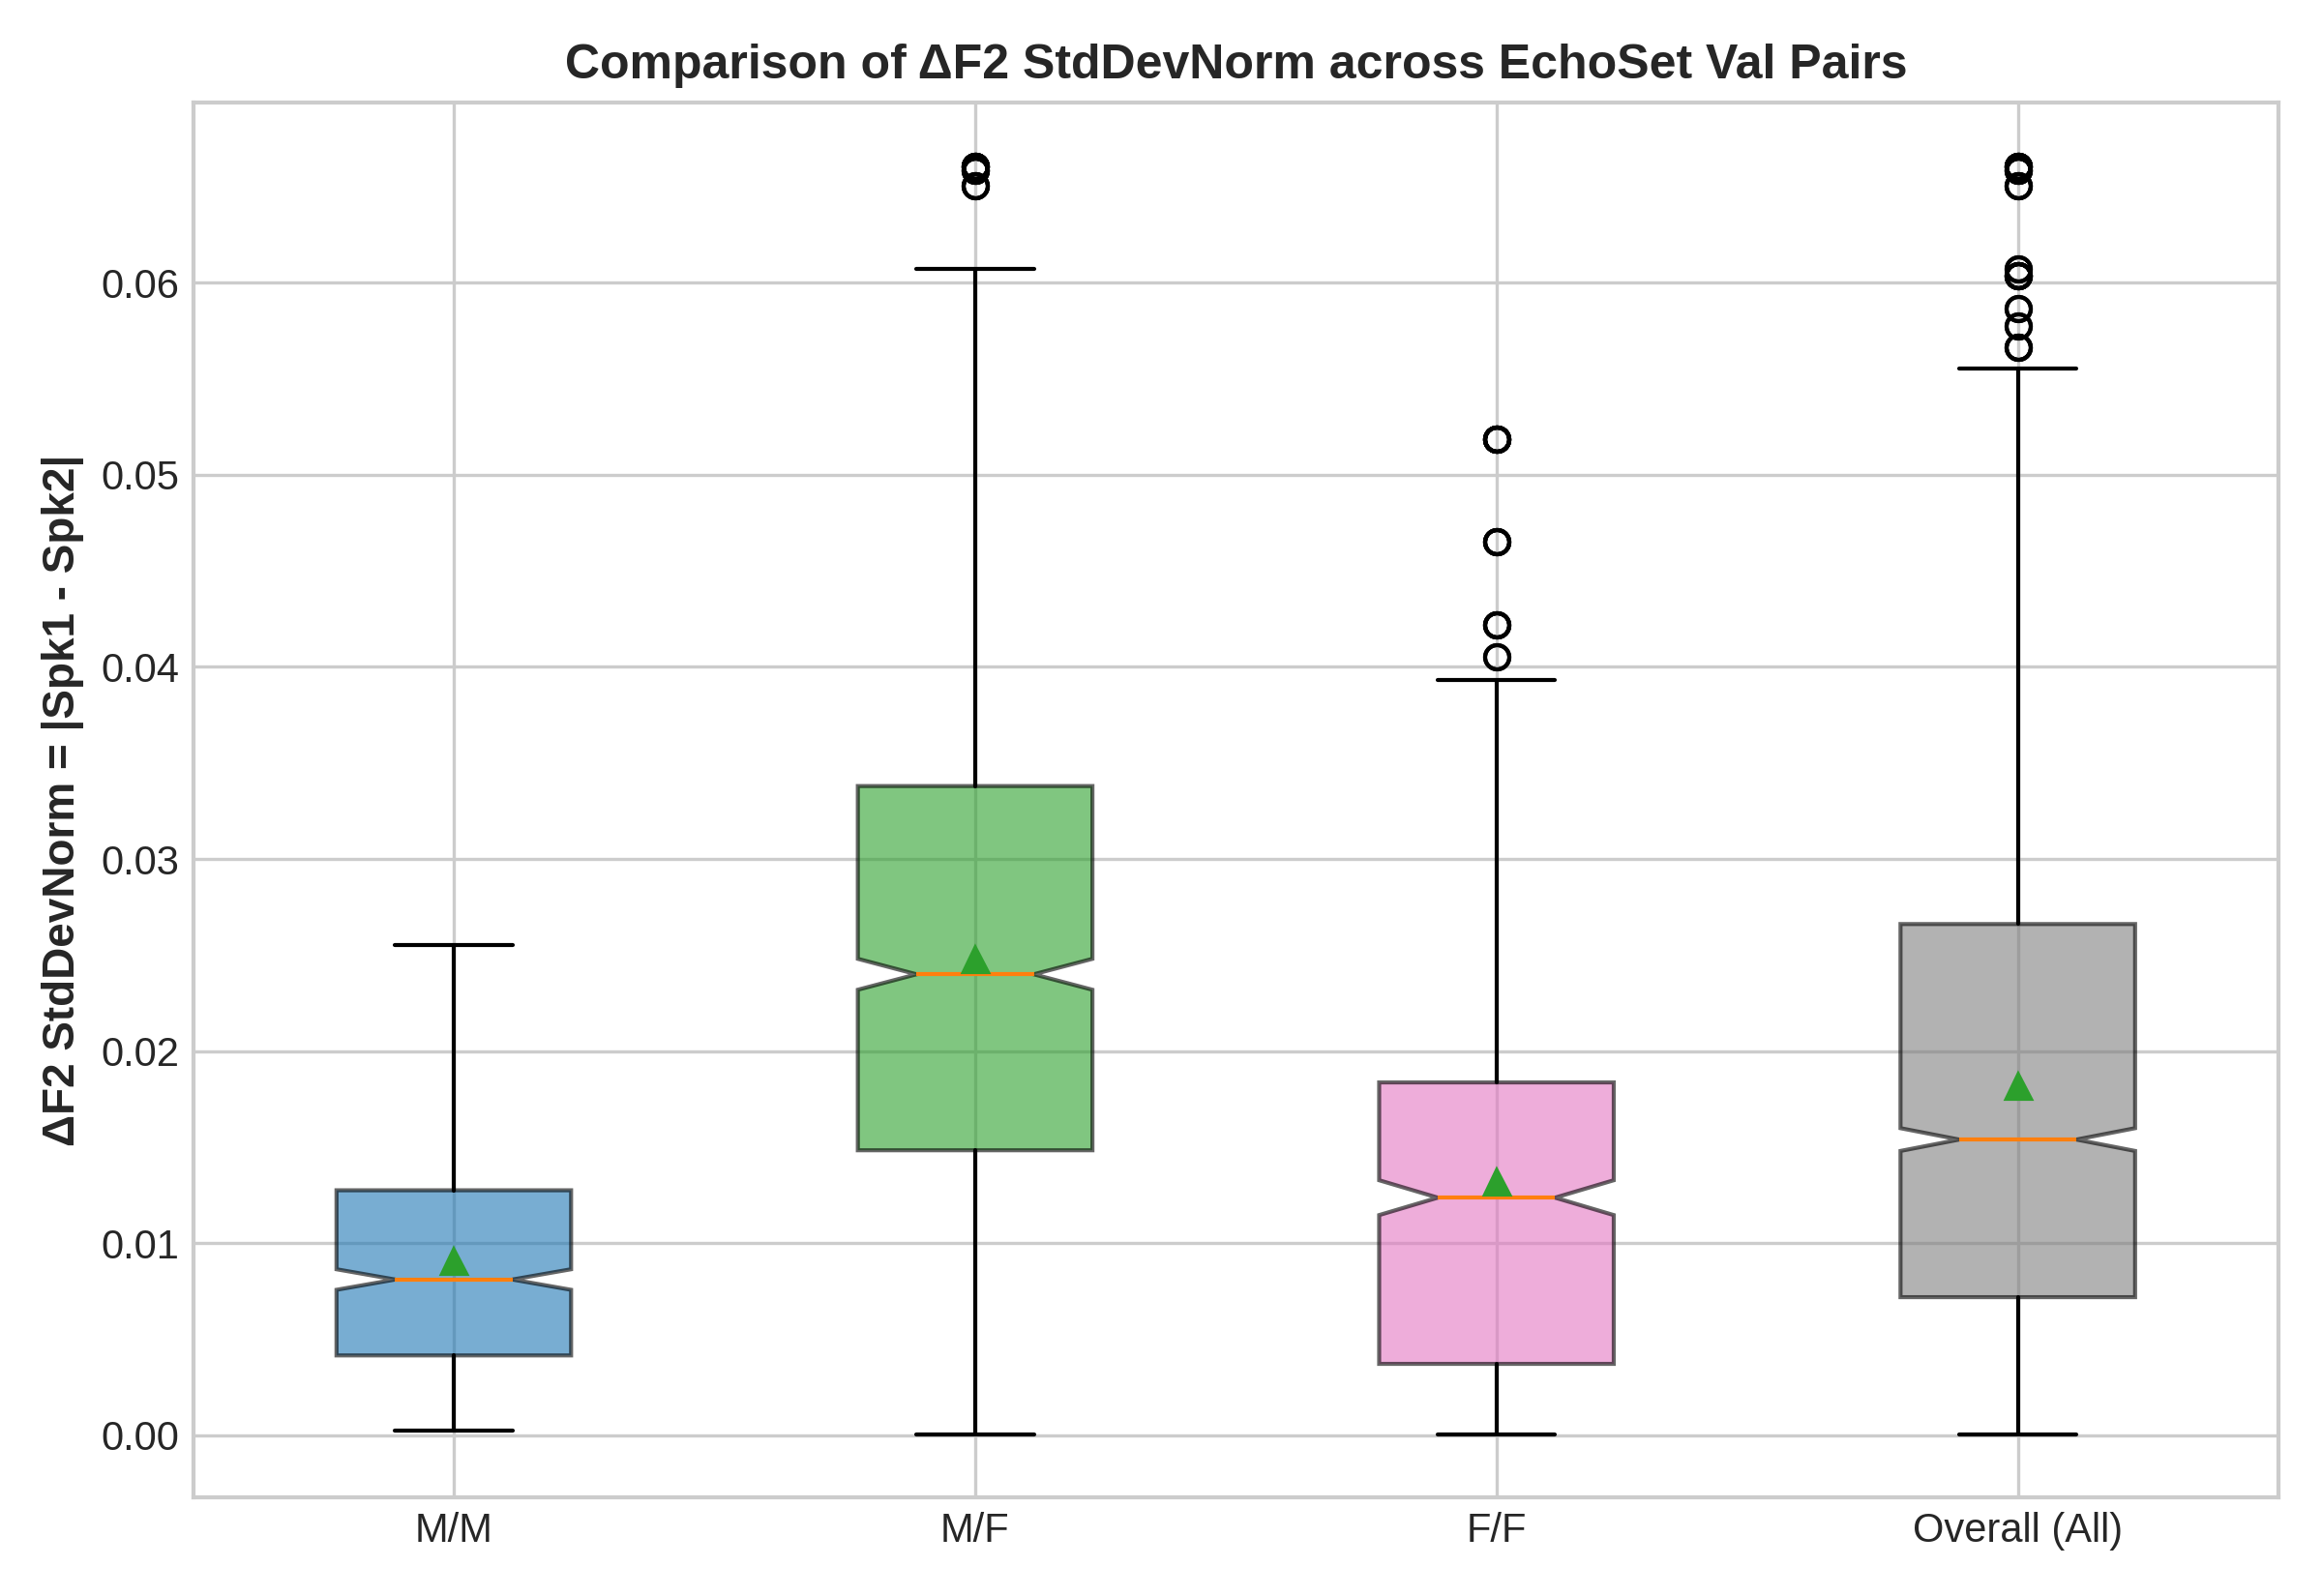 Comparison of ΔF2 StdDevNorm across EchoSet Val Pairs
ΔF2 StdDevNorm = |Spk1 - Spk2|
0.06
0.05
0.04
0.03
0.02
0.01
0.00
M/M
M/F
F/F
Overall (All)